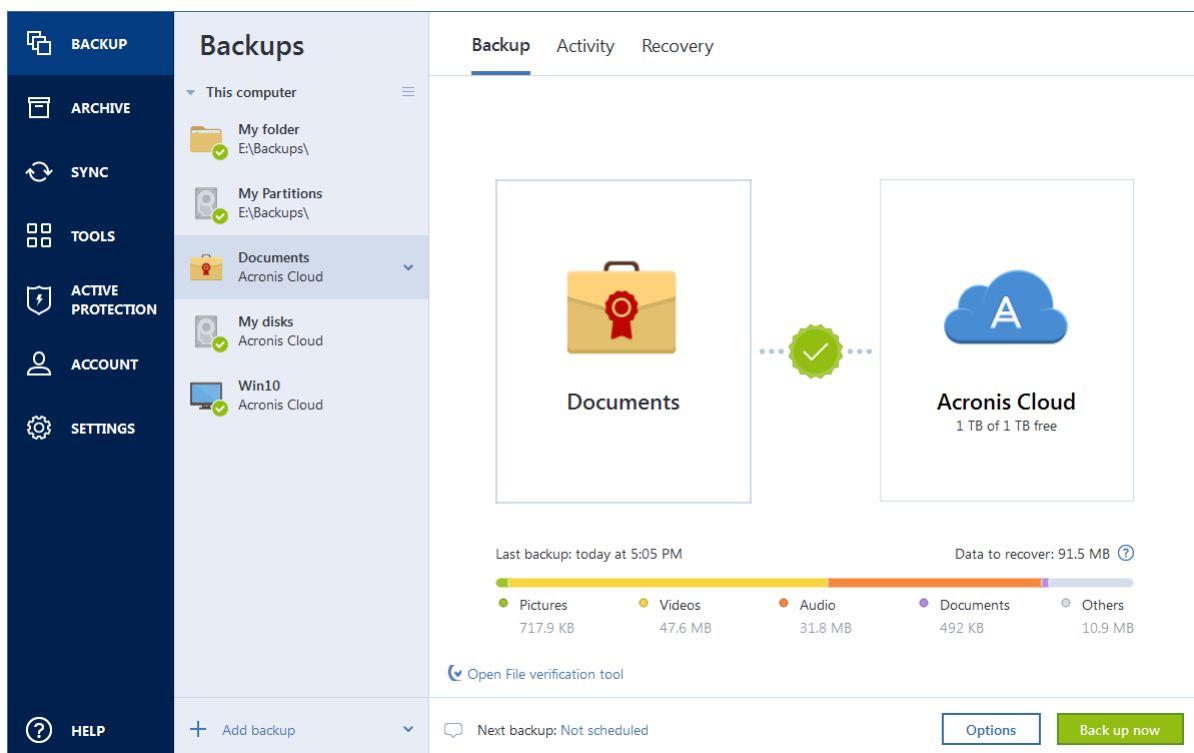 BACKUP
ARCHIVE
SYNC
TOOLS
ACTIVE
PROTECTION
ACCOUNT
SETTINGS
HELP
Backups
This computer
My folder
E:\Backups\
My Partitions
E:\Backups\
Documents
Acronis Cloud
My disks
Acronis Cloud
Win10
Acronis Cloud
+ Add backup
Backup Activity Recovery
Documents
A
Acronis Cloud
1 TB of 1 TB free
Last backup: today at 5:05 PM Data to recover: 91.5 MB ?
Pictures Videos Audio Documents Others
717.9 KB 47.6 MB 31.8 MB 492 KB 10.9 MB
Open File verification tool
Next backup: Not scheduled Options Back up now